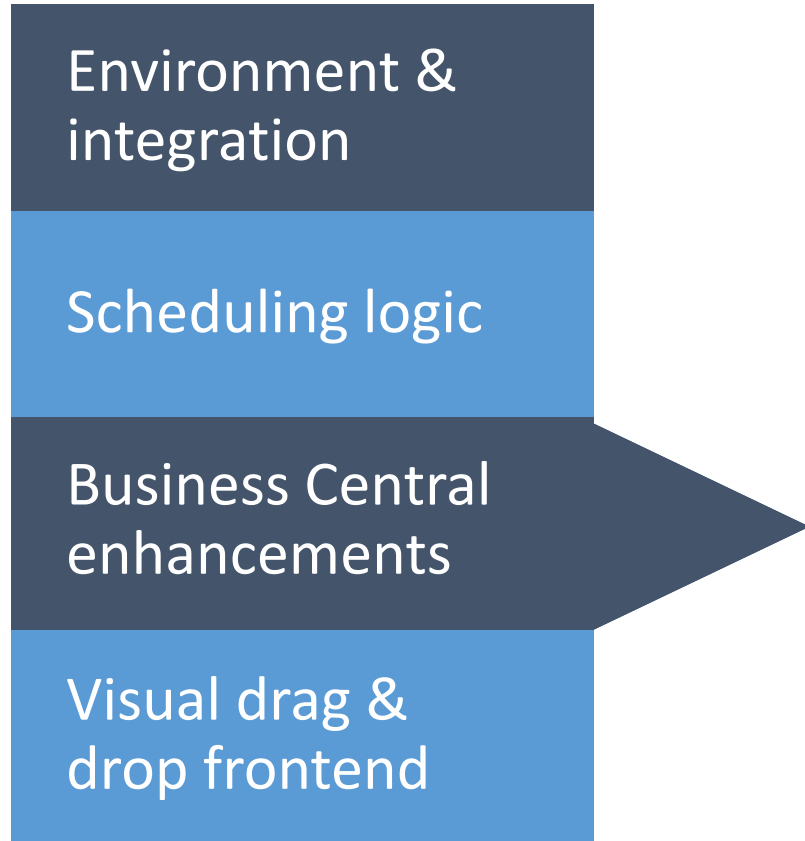 Environment &
integration
Scheduling logic
Business Central
enhancements
Visual drag &
drop frontend